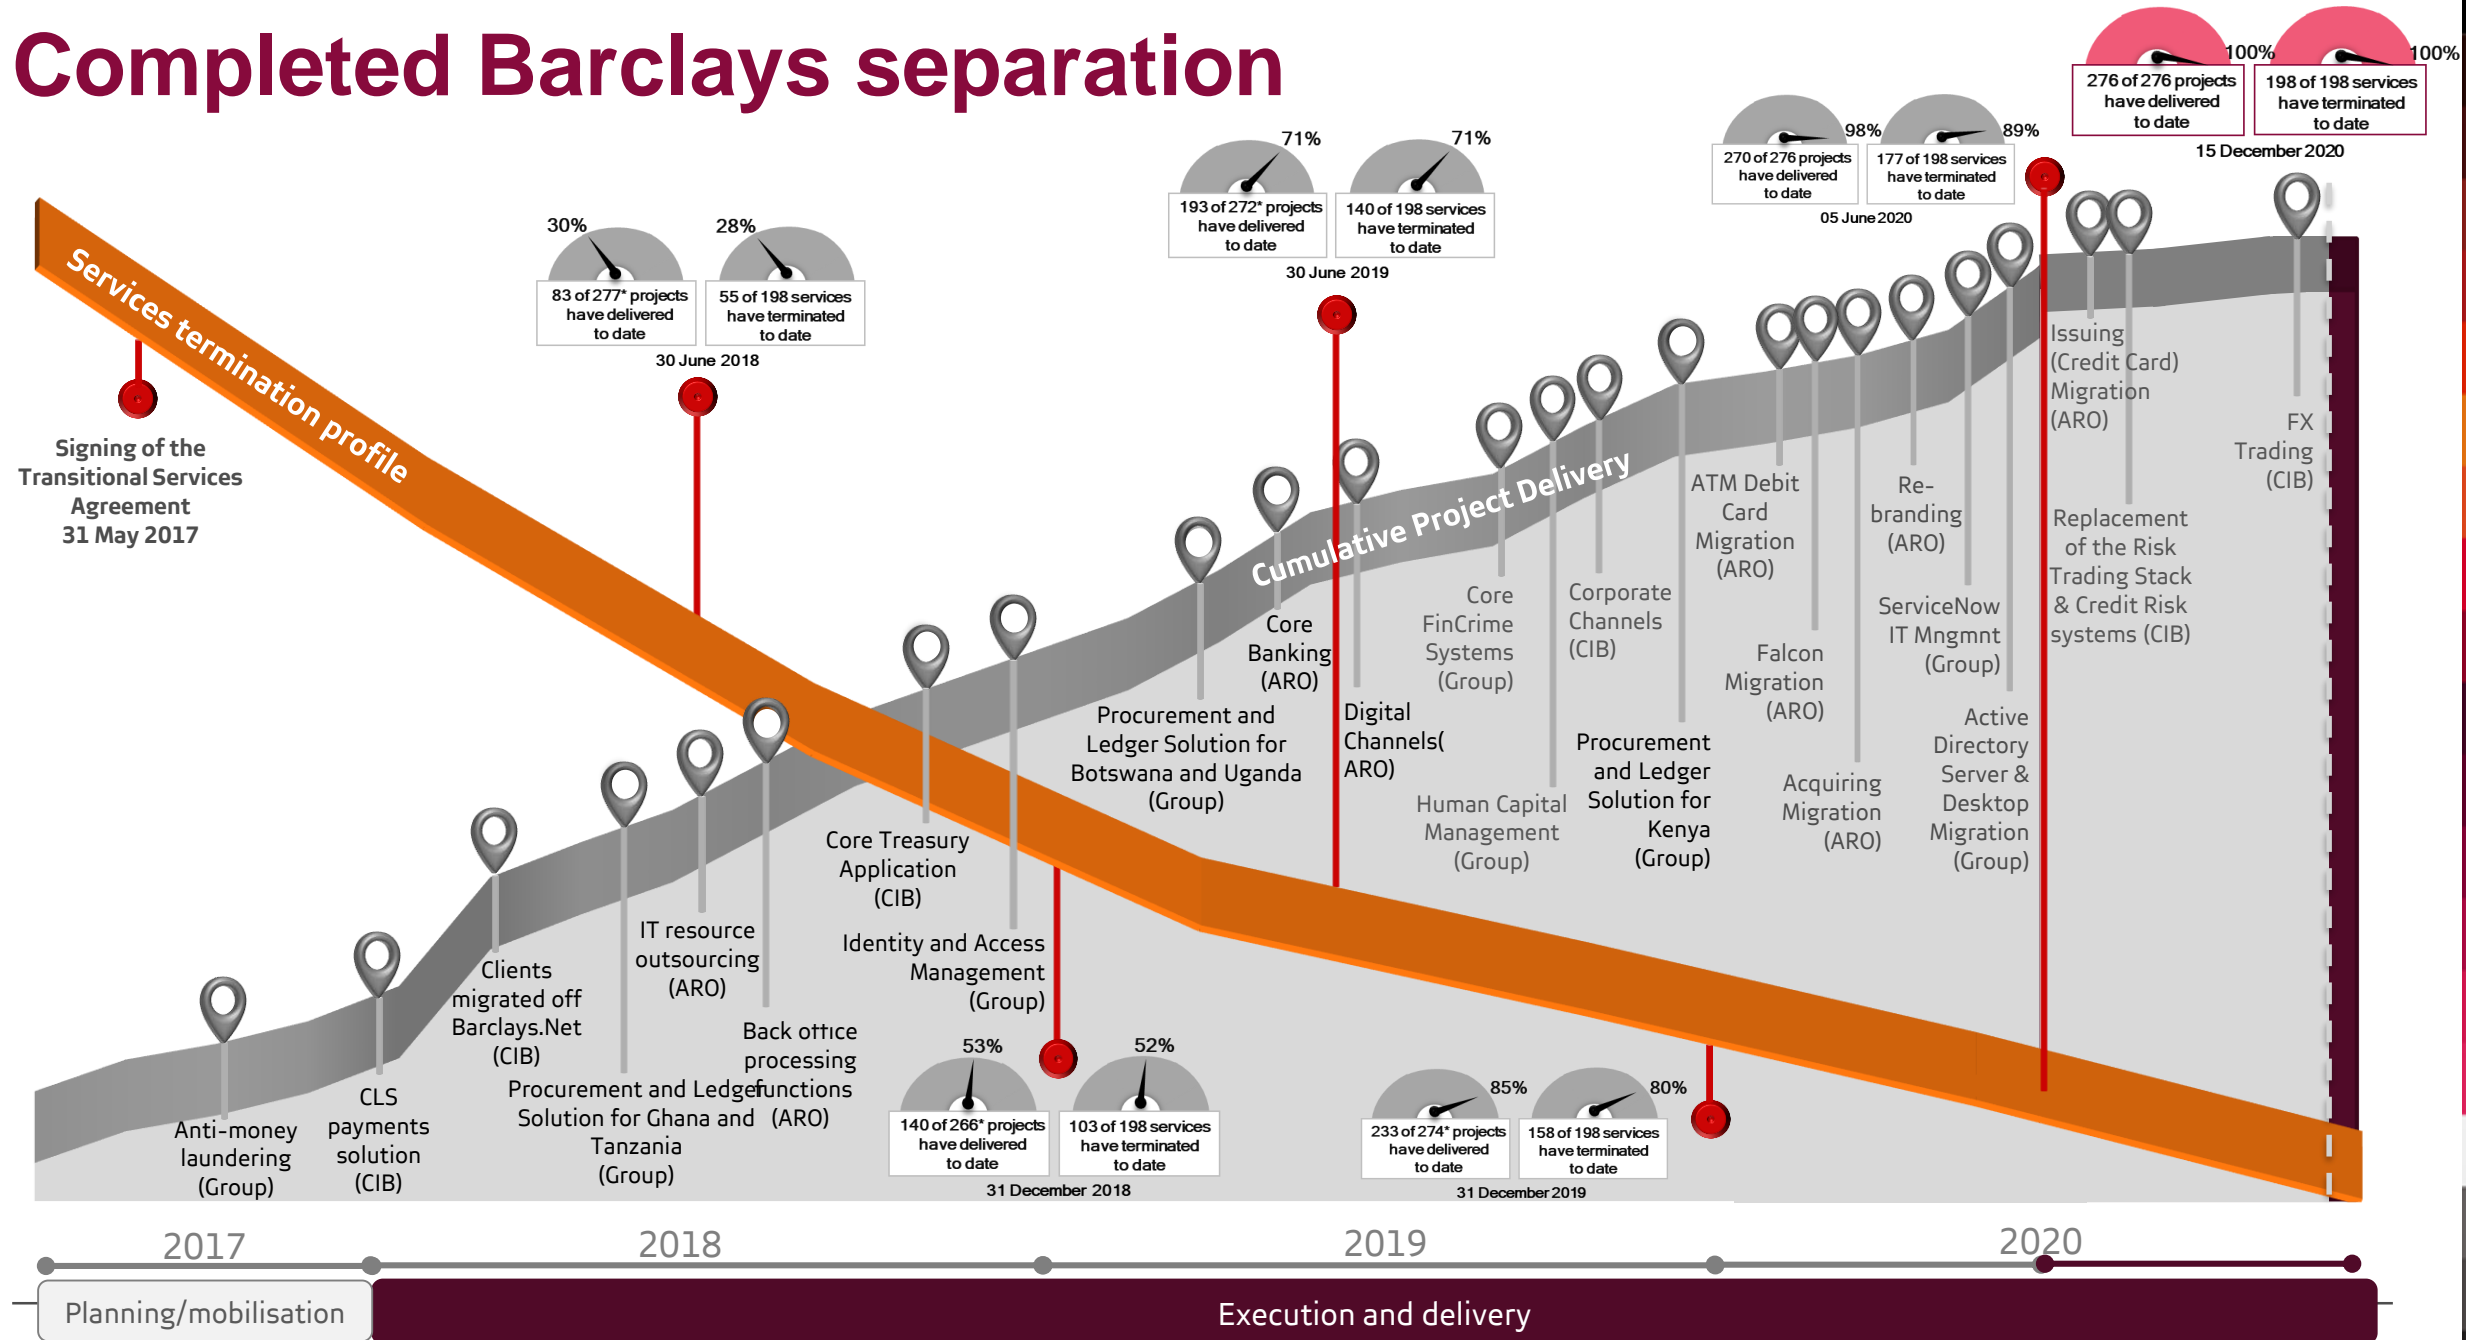 Completed Barclays separation
100%
276 of 276 projects
have delivered
to date
100%
198 of 198 services
have terminated
to date
15 December 2020
98%
270 of 276 projects
have delivered
to date
89%
177 of 198 services
have terminated
to date
05 June 2020
71%
193 of 272* projects
have delivered
to date
71%
140 of 198 services
have terminated
to date
30 June 2019
30%
83 of 277* projects
have delivered
to date
28%
55 of 198 services
have terminated
to date
30 June 2018
Services termination profile
Signing of the
Transitional Services
Agreement
31 May 2017
Cumulative Project Delivery
Anti-money
laundering
(Group)
CLS
payments
solution
(CIB)
Clients
migrated off
Barclays.Net
(CIB)
Procurement and Ledger
Solution for Ghana and
Tanzania
(Group)
IT resource
outsourcing
(ARO)
Back office
processing
functions
(ARO)
Core Treasury
Application
(CIB)
Identity and Access
Management
(Group)
Procurement and
Ledger Solution for
Botswana and Uganda
(Group)
Core
Banking
(ARO)
Digital
Channels(
ARO)
Core
FinCrime
Systems
(Group)
Human Capital
Management
(Group)
Corporate
Channels
(CIB)
Procurement
and Ledger
Solution for
Kenya
(Group)
ATM Debit
Card
Migration
(ARO)
Falcon
Migration
(ARO)
Acquiring
Migration
(ARO)
Re-
branding
(ARO)
ServiceNow
IT Mngmnt
(Group)
Active
Directory
Server &
Desktop
Migration
(Group)
Issuing
(Credit Card)
Migration
(ARO)
Replacement
of the Risk
Trading Stack
& Credit Risk
systems (CIB)
FX
Trading
(CIB)
53%
140 of 266* projects
have delivered
to date
52%
103 of 198 services
have terminated
to date
31 December 2018
85%
233 of 274* projects
have delivered
to date
80%
158 of 198 services
have terminated
to date
31 December 2019
2017
2018
2019
2020
Planning/mobilisation
Execution and delivery